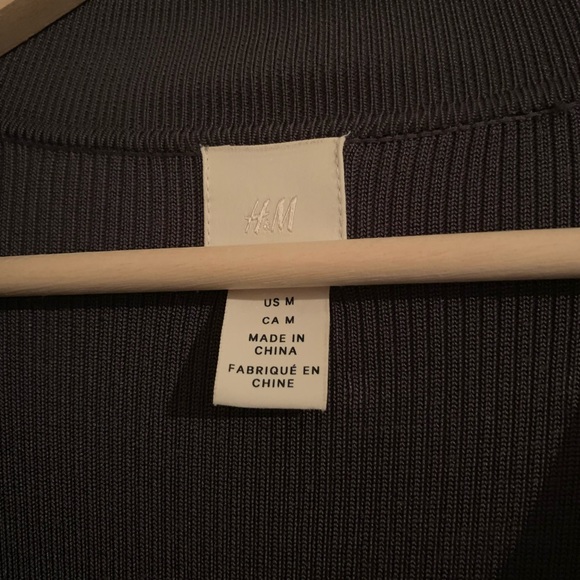 H&M
US M
CA M
MADE IN
CHINA
FABRIQUÉ EN
CHINE